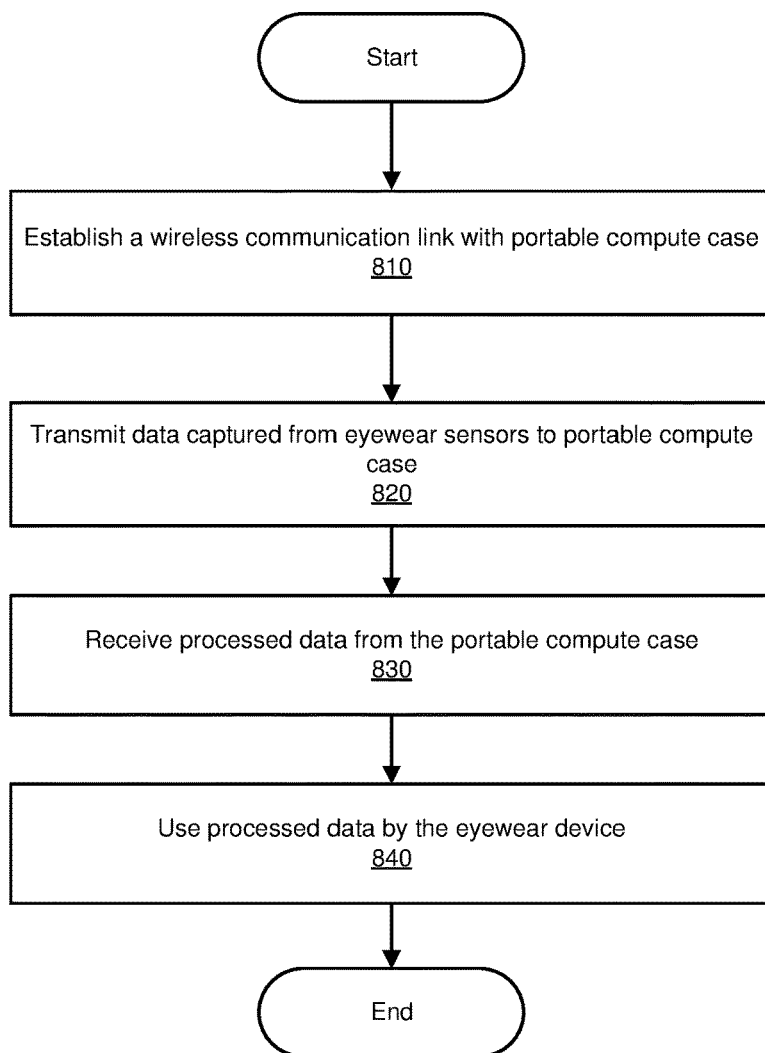 Start
Establish a wireless communication link with portable compute case
810
Transmit data captured from eyewear sensors to portable compute
case
820
Receive processed data from the portable compute case
830
Use processed data by the eyewear device
840
End